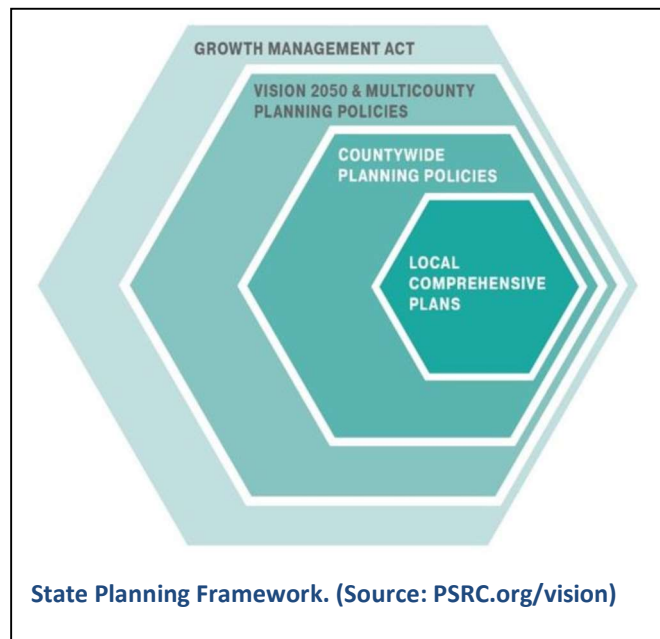 GROWTH MANAGEMENT ACT
VISION 2050 & MULTICOUNTY
PLANNING POLICIES
COUNTYWIDE
PLANNING POLICIES
LOCAL
COMPREHENSIVE
PLANS
State Planning Framework. (Source: PSRC.org/vision)